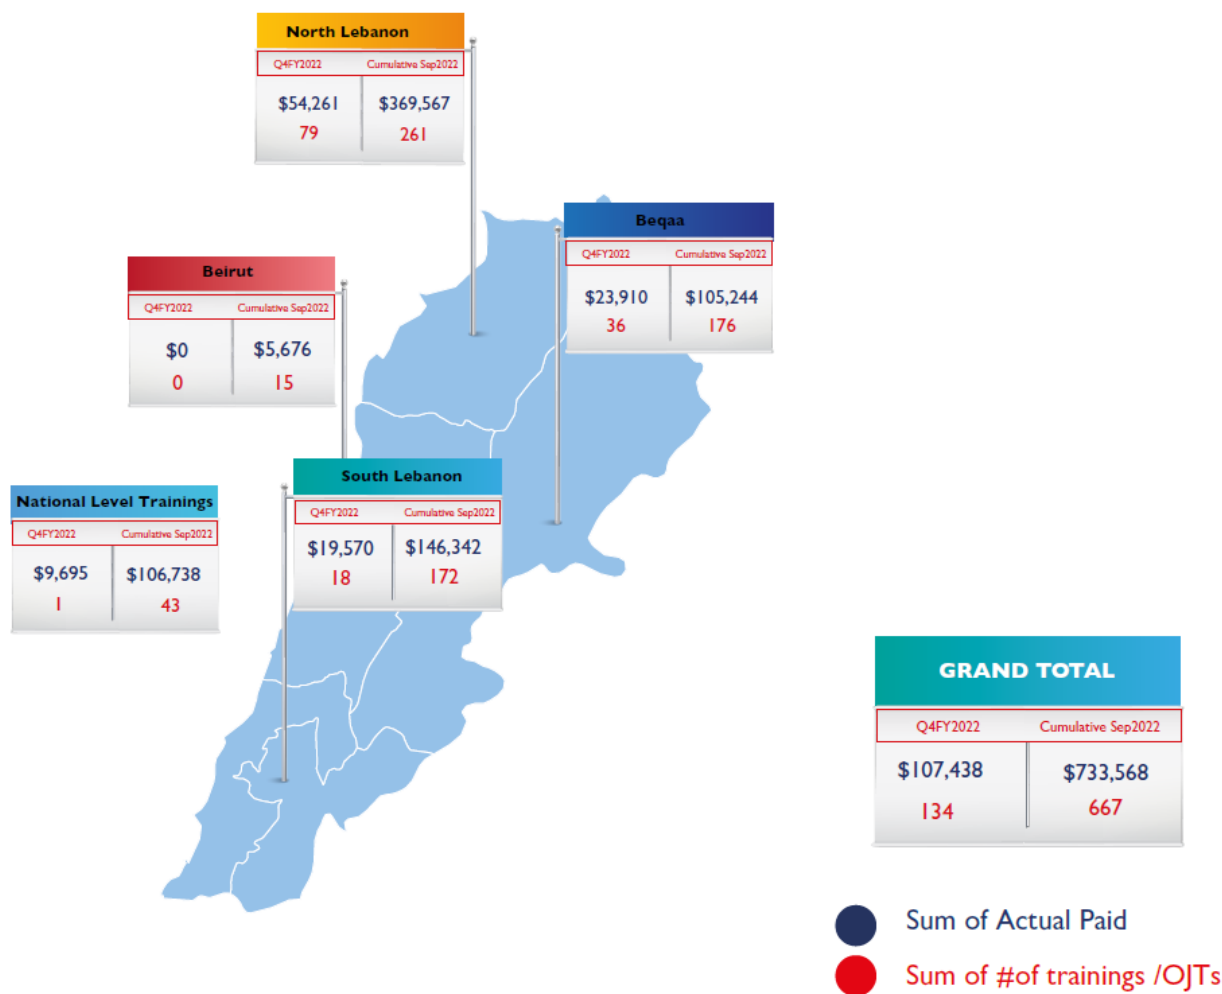 North Lebanon
Q4FY2022 Cumulative Sep2022
$54,261 $369,567
79 261
Beqaa
Q4FY2022 Cumulative Sep2022
$23,910 $105,244
36 176
Beirut
Q4FY2022 Cumulative Sep2022
$0 $5,676
0 15
South Lebanon
Q4FY2022 Cumulative Sep2022
$19,570 $146,342
18 172
National Level Trainings
Q4FY2022 Cumulative Sep2022
$9,695 $106,738
1 43
GRAND TOTAL
Q4FY2022 Cumulative Sep2022
$107,438 $733,568
134 667
Sum of Actual Paid
Sum of #of trainings /OJTs